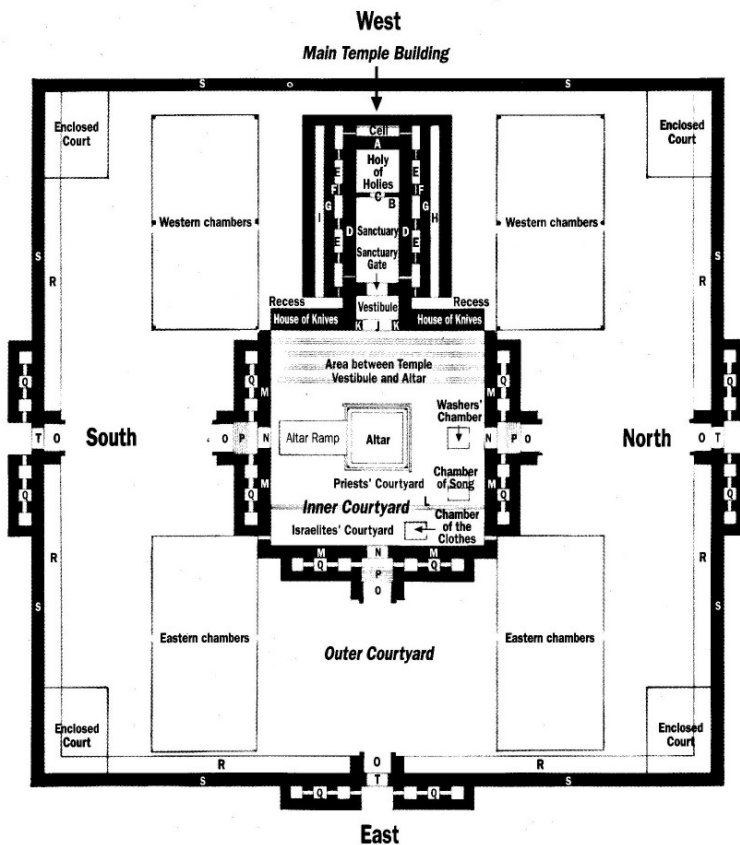 West
Main Temple Building
S
S
Enclosed
Court
Enclosed
Court
Cell
A
Holy
of
Holies
E
E
F
F
C
B
G
G
Western chambers
Western chambers
I
H
D
Sanctuary
D
S
S
E
E
Sanctuary
Gate
R
R
Recess
Vestibule
Recess
House of Knives
K J K
House of Knives
Area between Temple
Vestibule and Altar
Q
Q
M
M
Q
Q
Washers'
Chamber
T O
South
O P N
Altar Ramp
Altar
N P O
North
O T
Priests' Courtyard
Chamber
of Song
Q
Q
M
M
Q
Q
L
Inner Courtyard
Israelites' Courtyard
Chamber
of the
Clothes
M N M
Q
P
Q
R
R
O
S
S
Eastern chambers
Outer Courtyard
Eastern chambers
Enclosed
Court
Enclosed
Court
R
O
R
S
T
S
Q
Q
East